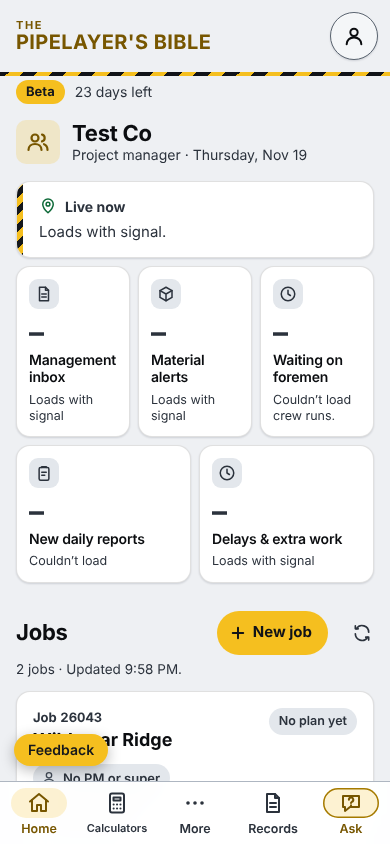 THE
PIPELAYER'S BIBLE
Beta 23 days left
Test Co
Project manager · Thursday, Nov 19
Live now
Loads with signal.
–
Management
inbox
Loads with
signal
–
Material
alerts
Loads with
signal
–
Waiting on
foremen
Couldn't load
crew runs.
–
New daily reports
Couldn't load
–
Delays & extra work
Loads with signal
Jobs
+ New job
2 jobs · Updated 9:58 PM.
Job 26043
No plan yet
Ridge
Feedback
No PM or super
Home
Calculators
More
Records
Ask